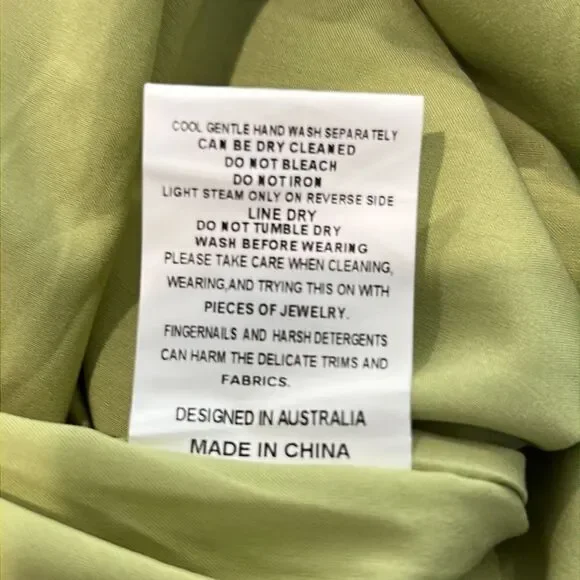 COOL GENTLE HAND WASH SEPARATELY
CAN BE DRY CLEANED
DO NOT BLEACH
DO NOT IRON
LIGHT STEAM ONLY ON REVERSE SIDE
LINE DRY
DO NOT TUMBLE DRY
WASH BEFORE WEARING
PLEASE TAKE CARE WHEN CLEANING,
WEARING,AND TRYING THIS ON WITH
PIECES OF JEWELRY.
FINGERNAILS AND HARSH DETERGENTS
CAN HARM THE DELICATE TRIMS AND
FABRICS.
DESIGNED IN AUSTRALIA
MADE IN CHINA